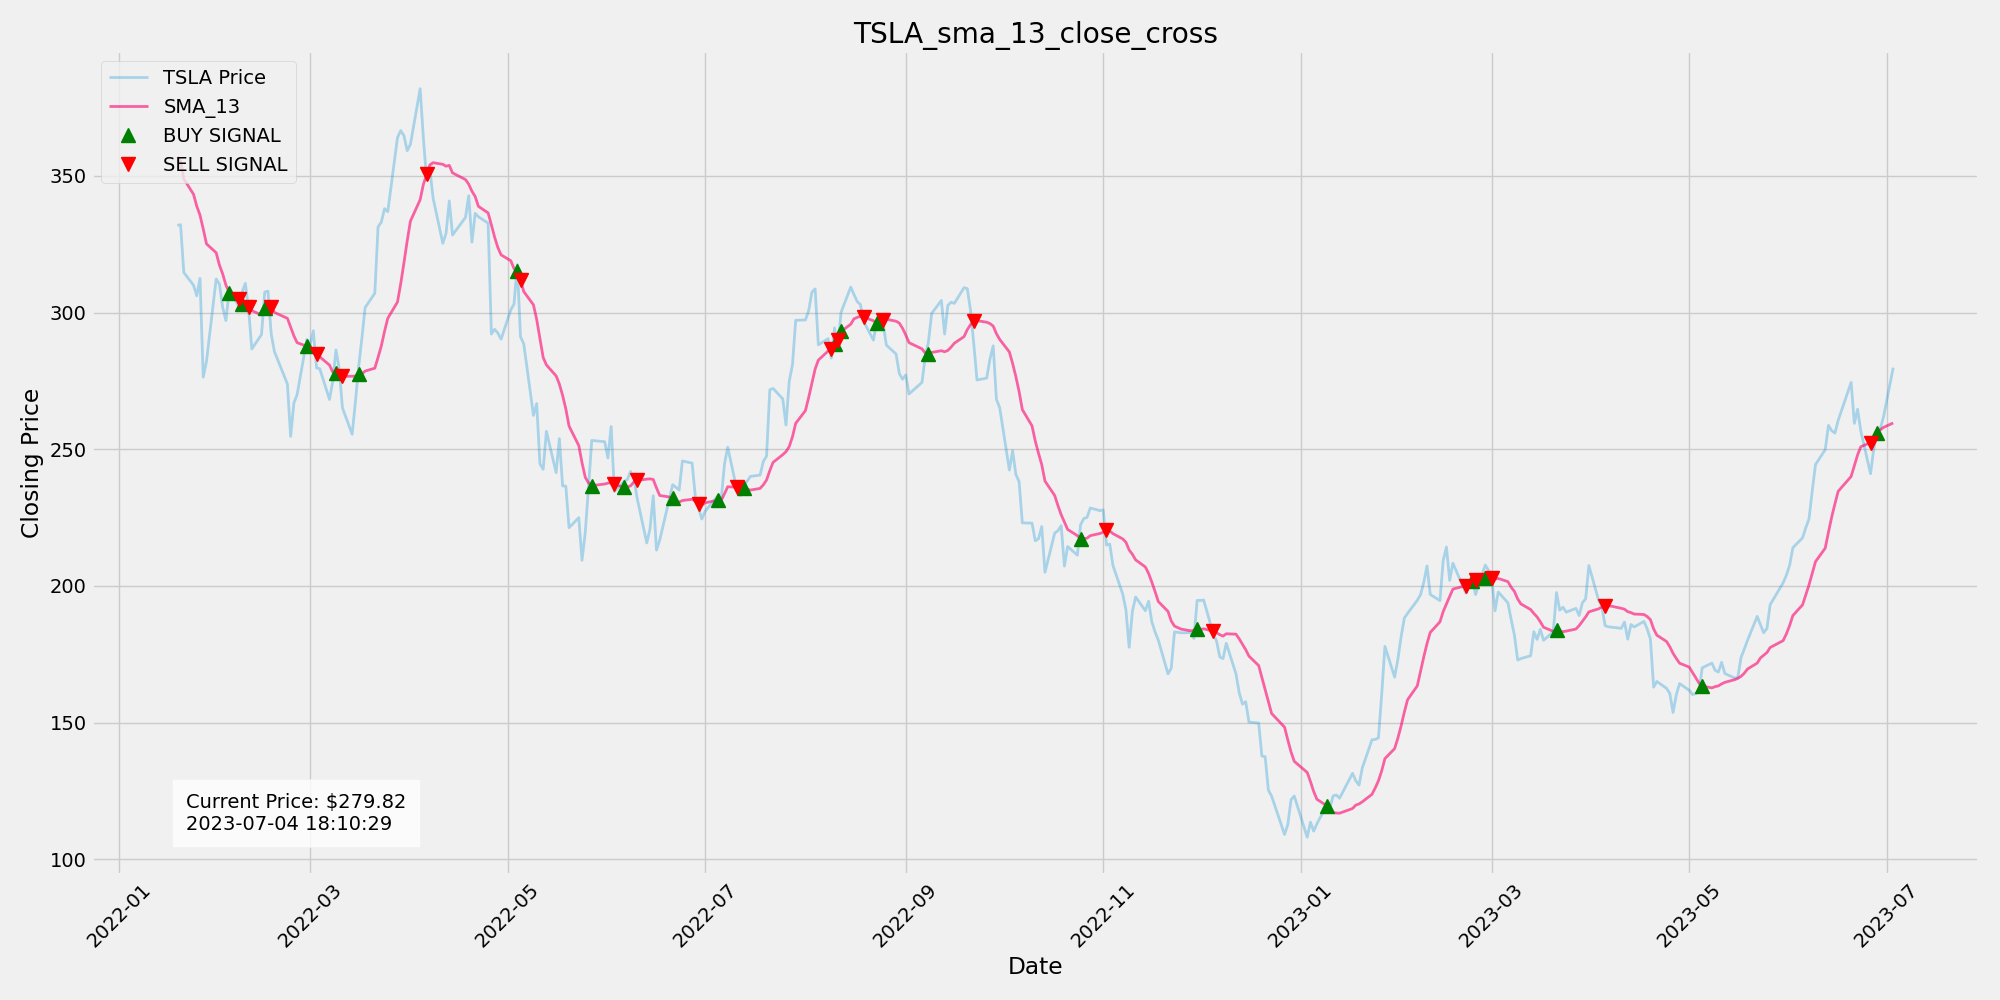 TSLA_sma_13_close_cross
TSLA Price
SMA_13
BUY SIGNAL
SELL SIGNAL
350
300
250
200
150
100
Closing Price
Current Price: $279.82
2023-07-04 18:10:29
2022-01
2022-03
2022-05
2022-07
2022-09
2022-11
2023-01
2023-03
2023-05
2023-07
Date